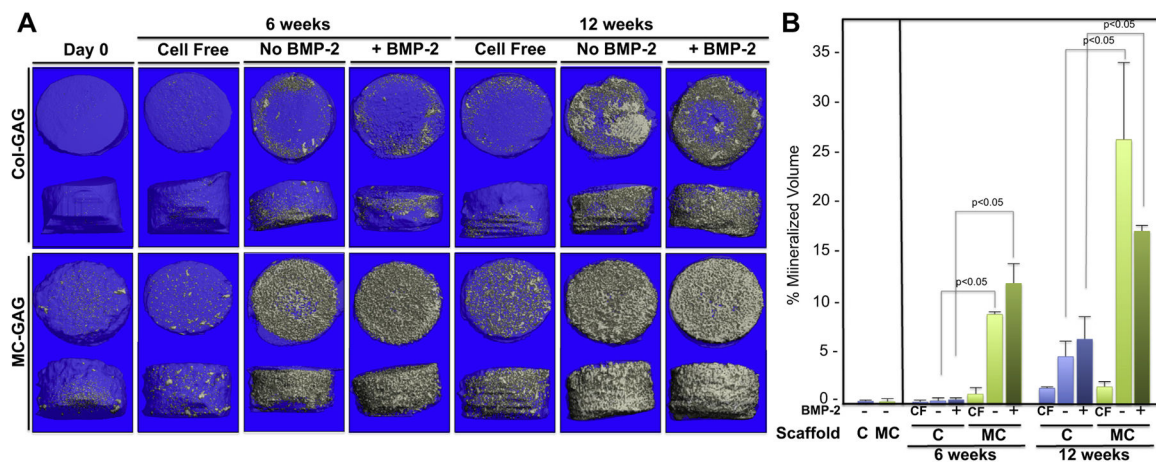 A
6 weeks
12 weeks
Day 0
Cell Free
No BMP-2
+ BMP-2
Cell Free
No BMP-2
+ BMP-2
Col-GAG
MC-GAG
B
% Miineralized Volume
35
30
25
20
15
10
5
0
p<0.05
p<0.05
p<0.05
p<0.05
BMP-2 - - CF - + CF - + CF - + CF - +
Scaffold C MC C MC C MC
6 weeks 12 weeks